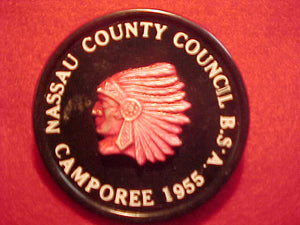 NASSAU COUNTY COUNCIL B.S.A.
CAMPOREE 1955